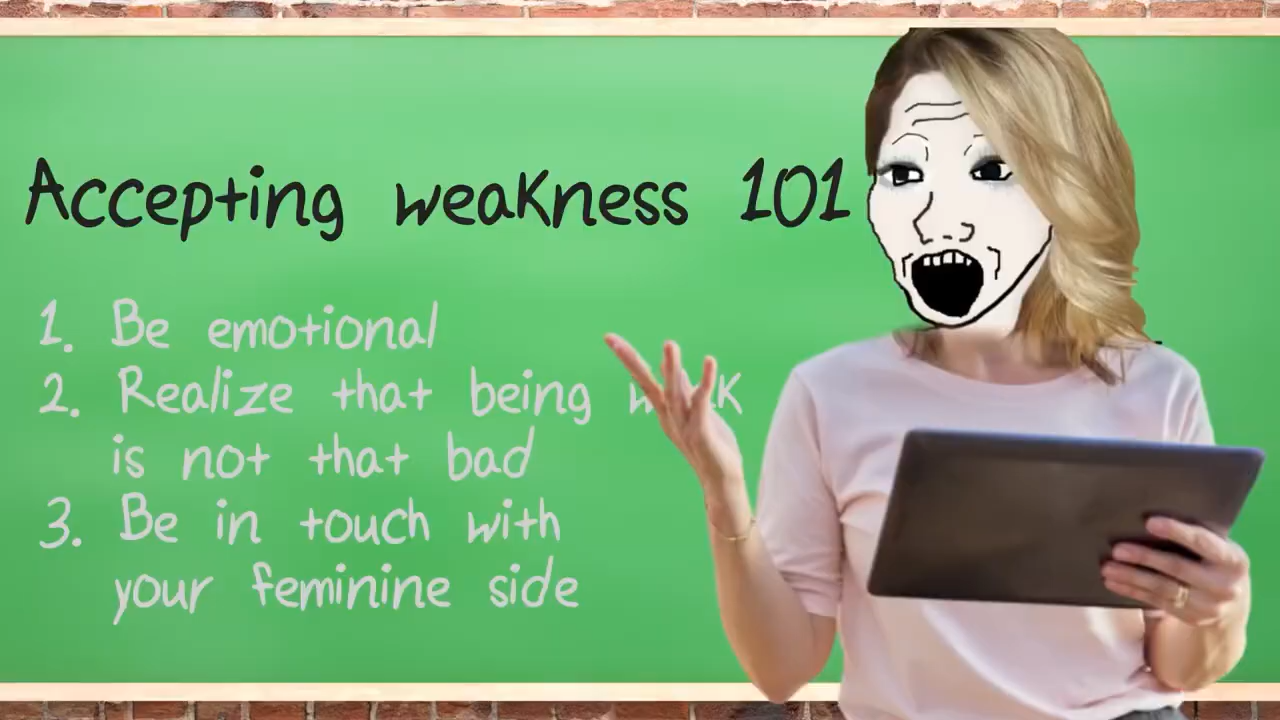 Accepting weakness 101
1. Be emotional
2. Realize that being weak
is not that bad
3. Be in touch with
your feminine side